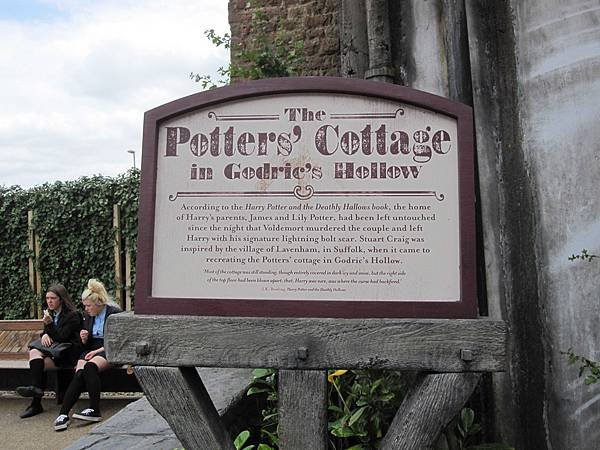 The
Potters' Cottage
in Godric's Hollow
According to the Harry Potter and the Deathly Hallows book, the home
of Harry's parents, James and Lily Potter, had been left untouched
since the night that Voldemort murdered the couple and left
Harry with his signature lightning bolt scar. Stuart Craig was
inspired by the village of Lavenham, in Suffolk, when it came to
recreating the Potters' cottage in Godric's Hollow.
'Most of the cottage was still standing, though entirely covered in dark ivy and snow, but the right side
of the top floor had been blown apart; that, Harry was sure, was where the curse had backfired.'
J.K. Rowling, Harry Potter and the Deathly Hallows